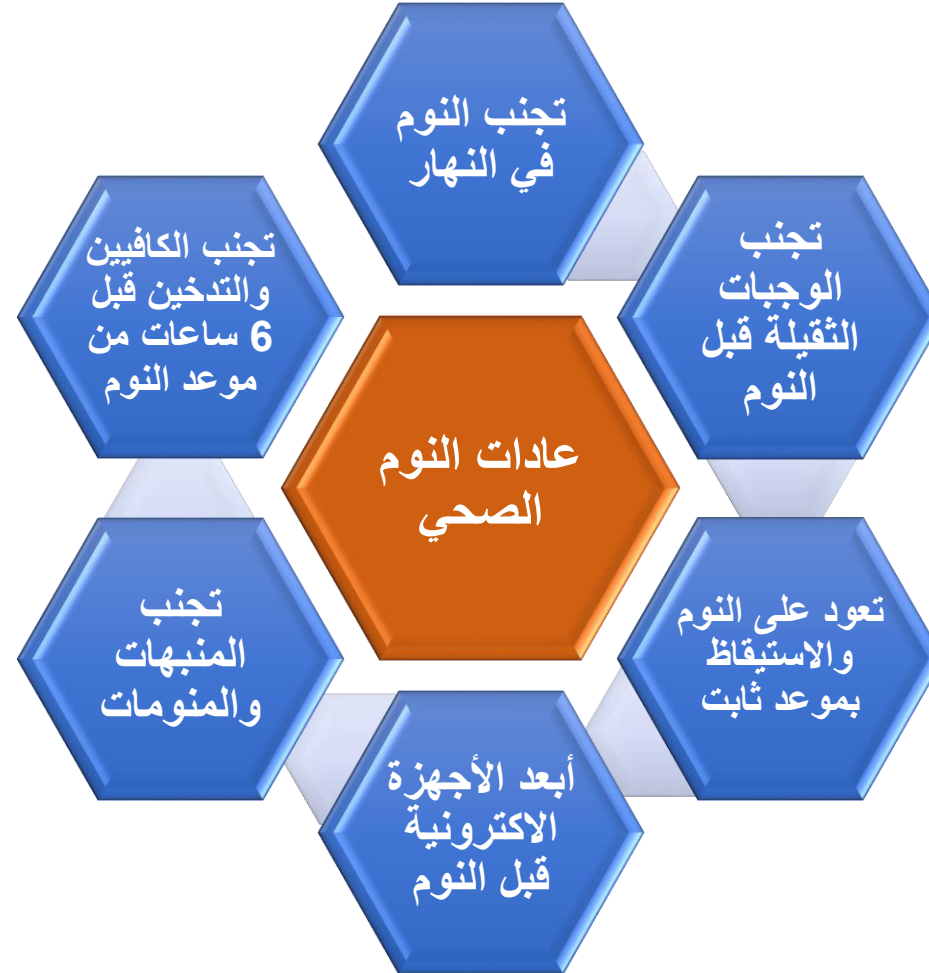 تجنب النوم
في النهار
تجنب
الوجبات
الثقيلة قبل
النوم
تعود على النوم
والاستيقاظ
بموعد ثابت
أبعد الأجهزة
الاكترونية
قبل النوم
تجنب
المنبهات
والمنومات
تجنب الكافيين
والتدخين قبل
6 ساعات من
موعد النوم
عادات النوم
الصحي